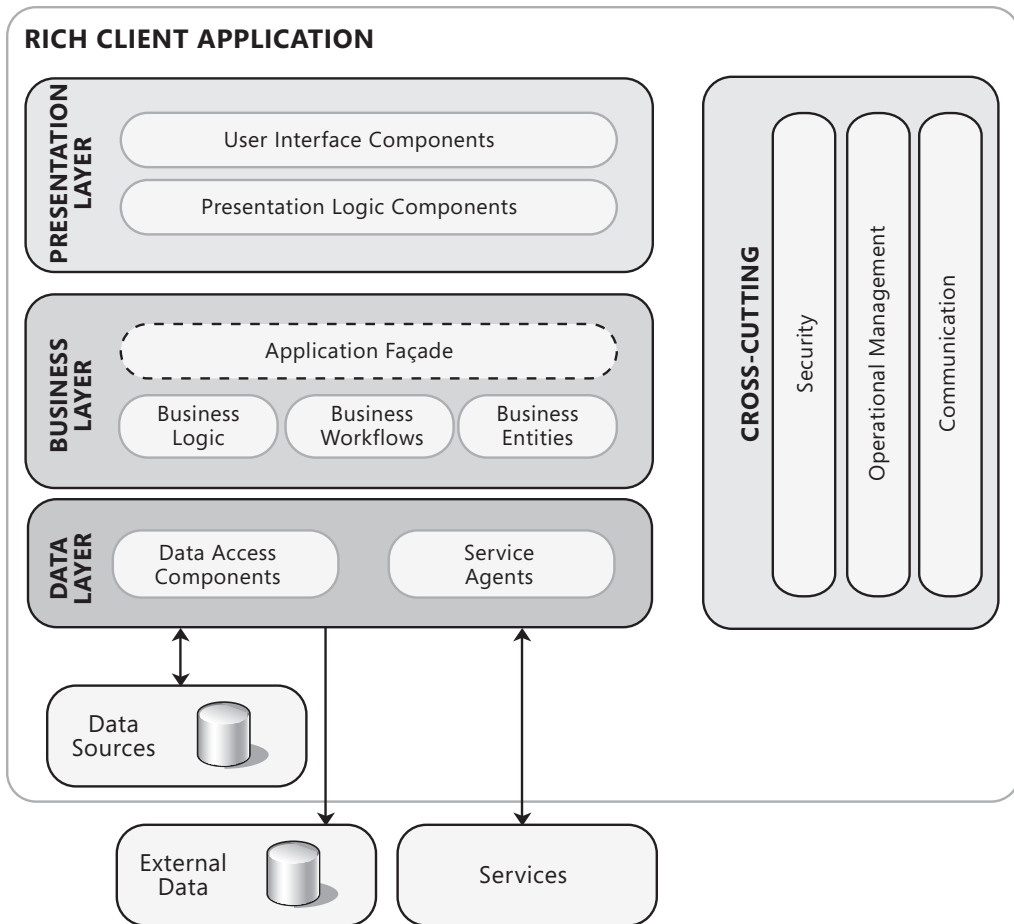 RICH CLIENT APPLICATION
PRESENTATION
LAYER
User Interface Components
Presentation Logic Components
BUSINESS
LAYER
Application Façade
Business
Logic
Business
Workflows
Business
Entities
DATA
LAYER
Data Access
Components
Service
Agents
CROSS-CUTTING
Security
Operational Management
Communication
Data
Sources
External
Data
Services